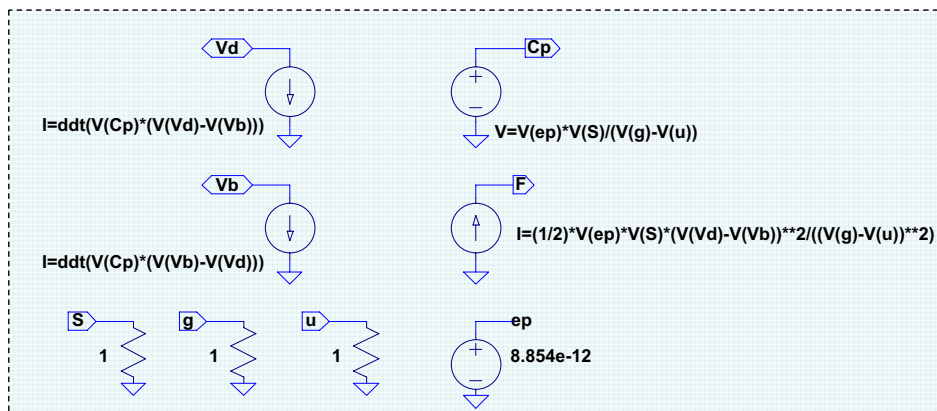 Vd
Cp
I=ddt(V(Cp)*(V(Vd)-V(Vb)))
V=V(ep)*V(S)/(V(g)-V(u))
Vb
F
I=(1/2)*V(ep)*V(S)*(V(Vd)-V(Vb))**2/((V(g)-V(u))**2)
I=ddt(V(Cp)*(V(Vb)-V(Vd)))
S
g
u
ep
1
1
1
8.854e-12